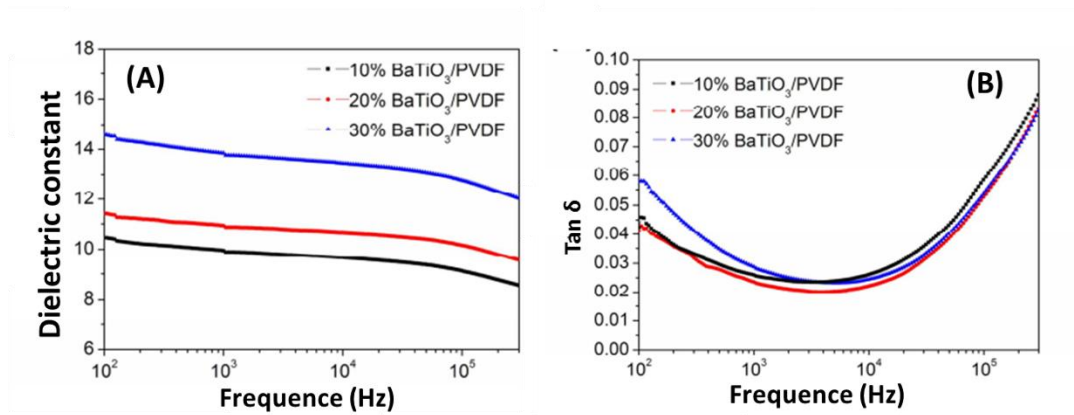 (A)
10% BaTiO3/PVDF
20% BaTiO3/PVDF
30% BaTiO3/PVDF
Dielectric constant
18
16
14
12
10
8
6
10^2 10^3 10^4 10^5
Frequence (Hz)
(B)
10% BaTiO3/PVDF
20% BaTiO3/PVDF
30% BaTiO3/PVDF
Tan δ
0.10
0.09
0.08
0.07
0.06
0.05
0.04
0.03
0.02
0.01
0.00
10^2 10^3 10^4 10^5
Frequence (Hz)